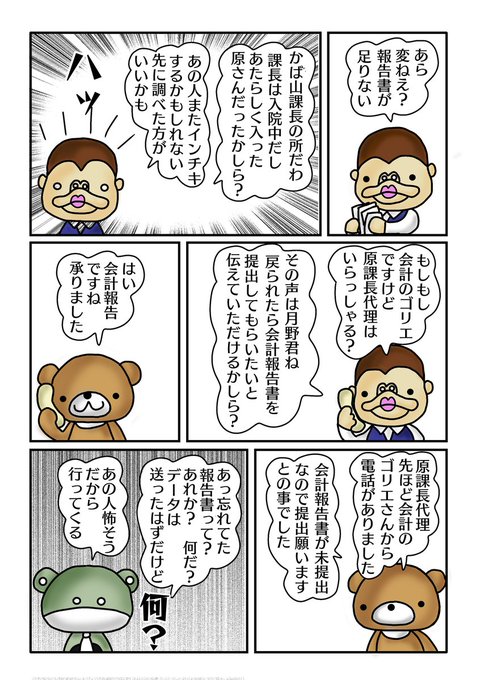 あら
変ねえ?
報告書が
足りない
かば山課長の所だわ
課長は入院中だし
あたらしく入った
原さんだったかしら?
あの人またインチキ
するかもしれない
先に調べた方が
いいかも
ハッ
もしもし
会計のゴリエ
ですけど
原課長代理は
いらっしゃる?
その声は月野君ね
戻られたら会計報告書を
提出してもらいたいと
伝えていただけるかしら?
はい
会計報告
ですね
承りました
原課長代理
先ほど会計の
ゴリエさんから
電話がありました
会計報告書が未提出
なので提出願います
との事でした
あっ忘れてた
報告書って?
あれか? 何だ?
データは
送ったはずだけど
何?
あの人怖そう
だから
行ってくる